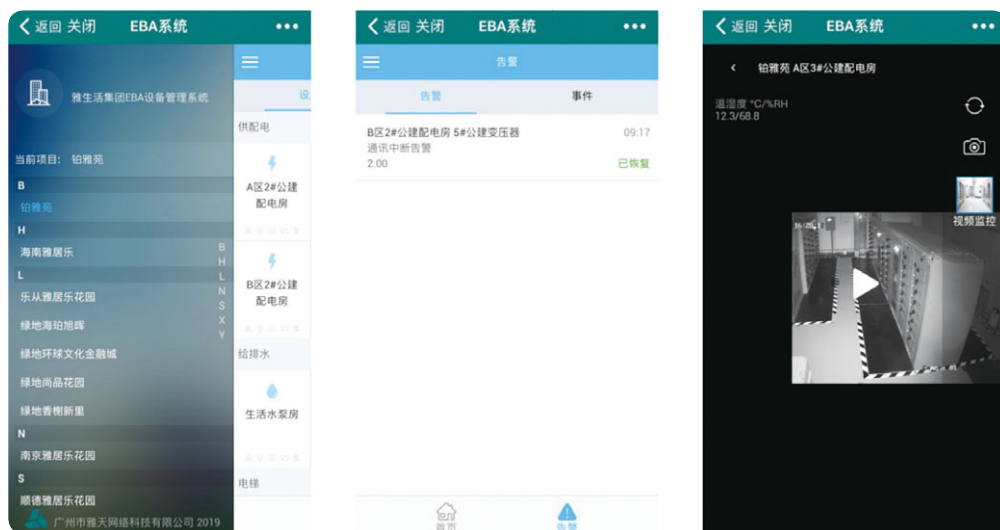 返回 关闭 EBA系统
雅生活集团EBA设备管理系统
当前项目: 铂雅苑
B
铂雅苑
H
海南雅居乐
L
乐从雅居乐花园
绿地海珀旭晖
绿地环球文化金融城
绿地尚品花园
绿地香榭新里
N
南京雅居乐花园
S
顺德雅居乐花园
广州市雅天网络科技有限公司 2019
B
H
L
N
S
X
Y
设
供配电
A区2#公建
配电房
B区2#公建
配电房
给排水
生活水泵房
电梯
返回 关闭 EBA系统
告警
告警 事件
B区2#公建配电房 5#公建变压器 09:17
通讯中断告警
2.00 已恢复
首页 告警
返回 关闭 EBA系统
铂雅苑 A区3#公建配电房
温湿度 °C/%RH
12.3/68.8
视频监控